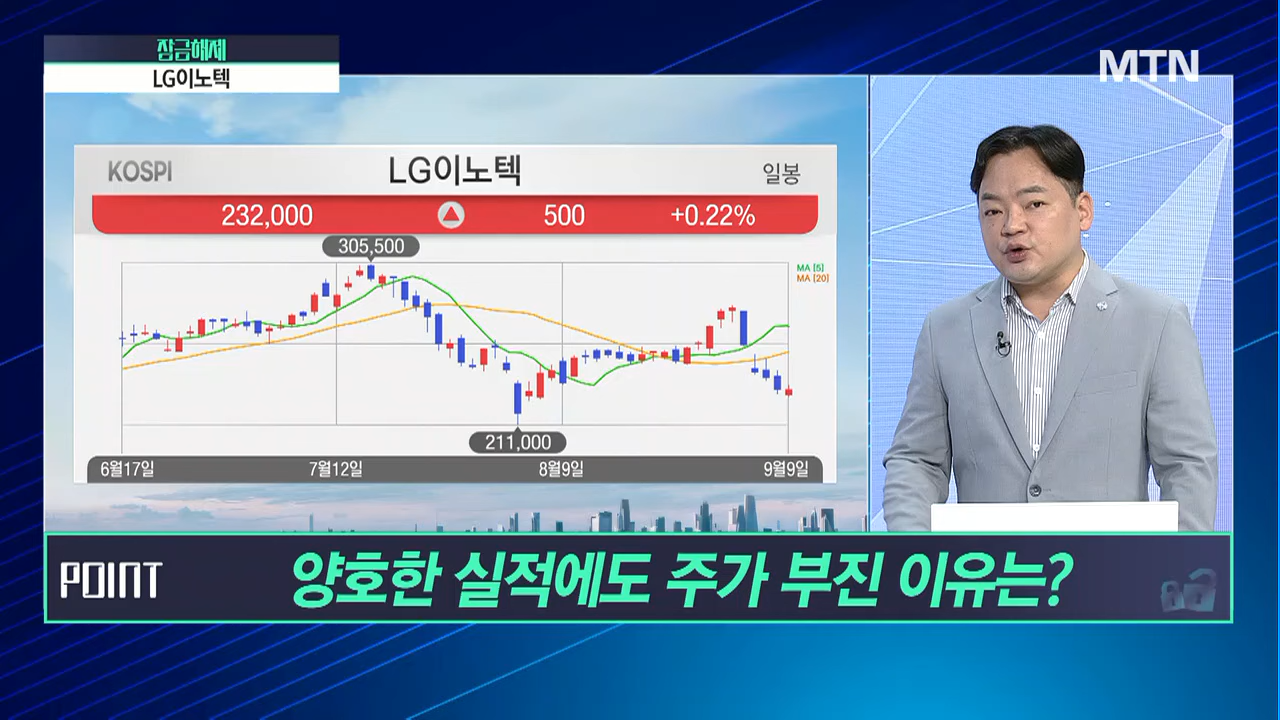 잠금해제
LG이노텍
MTN
KOSPI
LG이노텍
일봉
232,000 500 +0.22%
305,500
MA [5]
MA [20]
211,000
6월17일 7월12일 8월9일 9월9일
POINT 양호한 실적에도 주가 부진 이유는?